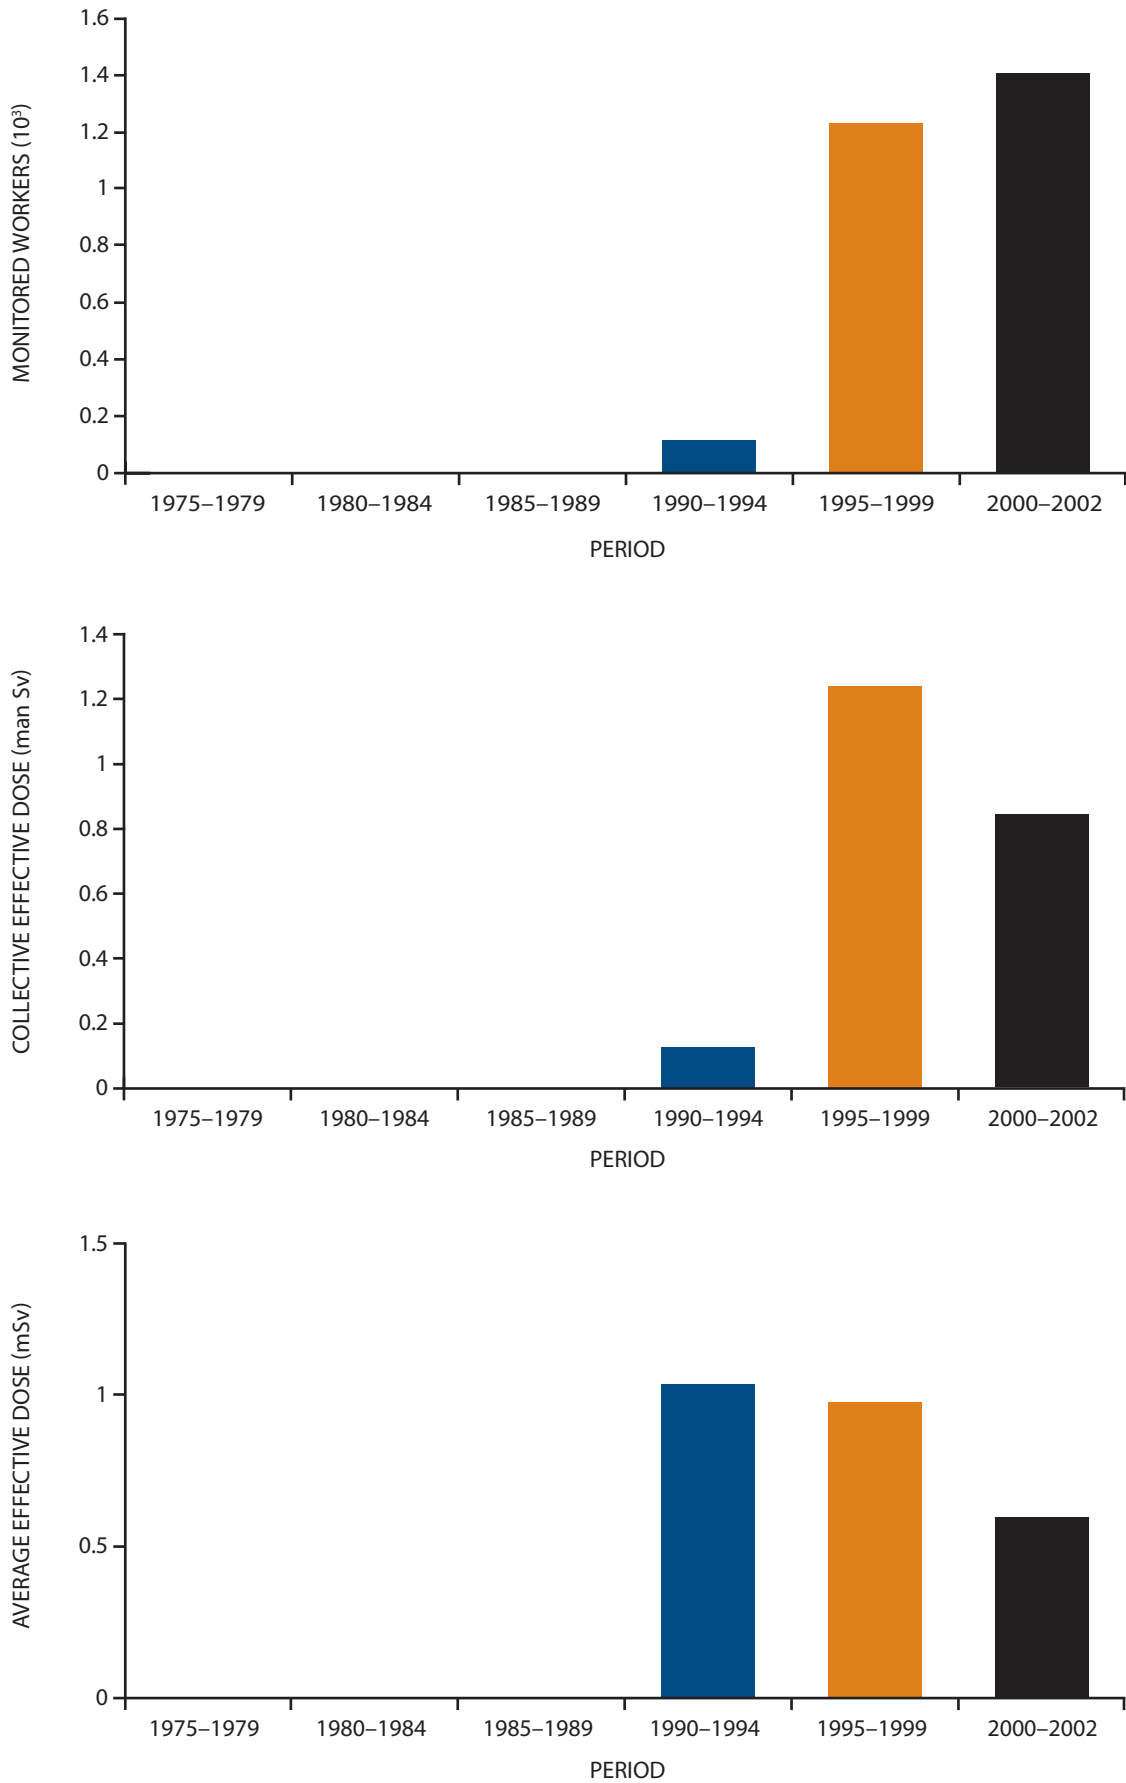 MONITORED WORKERS (10³)
1.6
1.4
1.2
1
0.8
0.6
0.4
0.2
0
1975–1979 1980–1984 1985–1989 1990–1994 1995–1999 2000–2002
PERIOD
COLLECTIVE EFFECTIVE DOSE (man Sv)
1.4
1.2
1
0.8
0.6
0.4
0.2
0
1975–1979 1980–1984 1985–1989 1990–1994 1995–1999 2000–2002
PERIOD
AVERAGE EFFECTIVE DOSE (mSv)
1.5
1
0.5
0
1975–1979 1980–1984 1985–1989 1990–1994 1995–1999 2000–2002
PERIOD